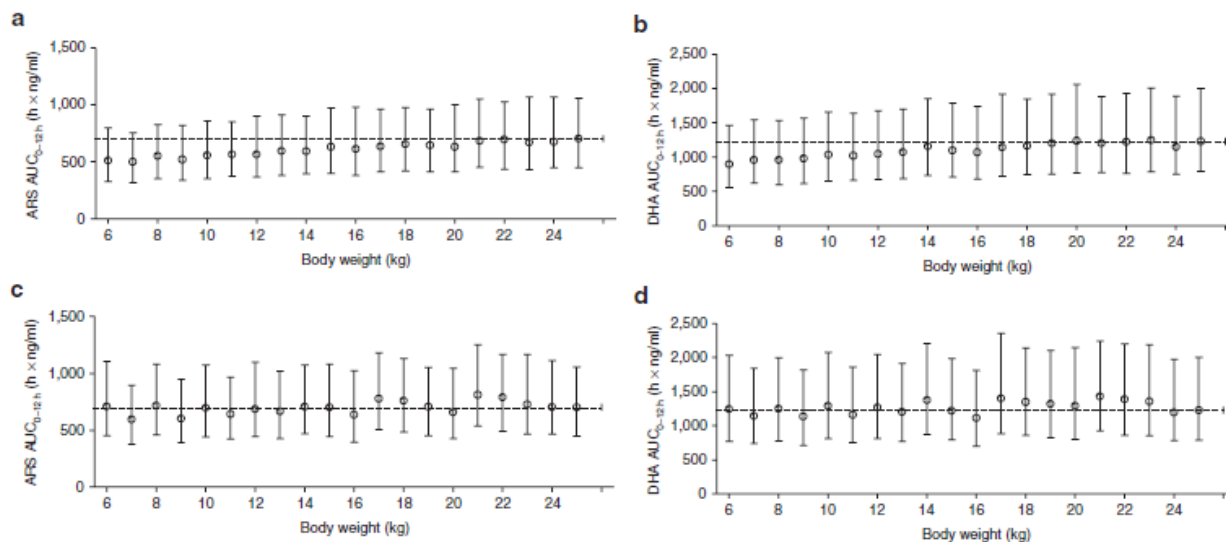 a
1,500
1,000
500
0
ARS AUC0–12 h (h × ng/ml)
6 8 10 12 14 16 18 20 22 24
Body weight (kg)
b
2,500
2,000
1,500
1,000
500
0
DHA AUC0–12 h (h × ng/ml)
6 8 10 12 14 16 18 20 22 24
Body weight (kg)
c
1,500
1,000
500
0
ARS AUC0–12 h (h × ng/ml)
6 8 10 12 14 16 18 20 22 24
Body weight (kg)
d
2,500
2,000
1,500
1,000
500
0
DHA AUC0–12 h (h × ng/ml)
6 8 10 12 14 16 18 20 22 24
Body weight (kg)